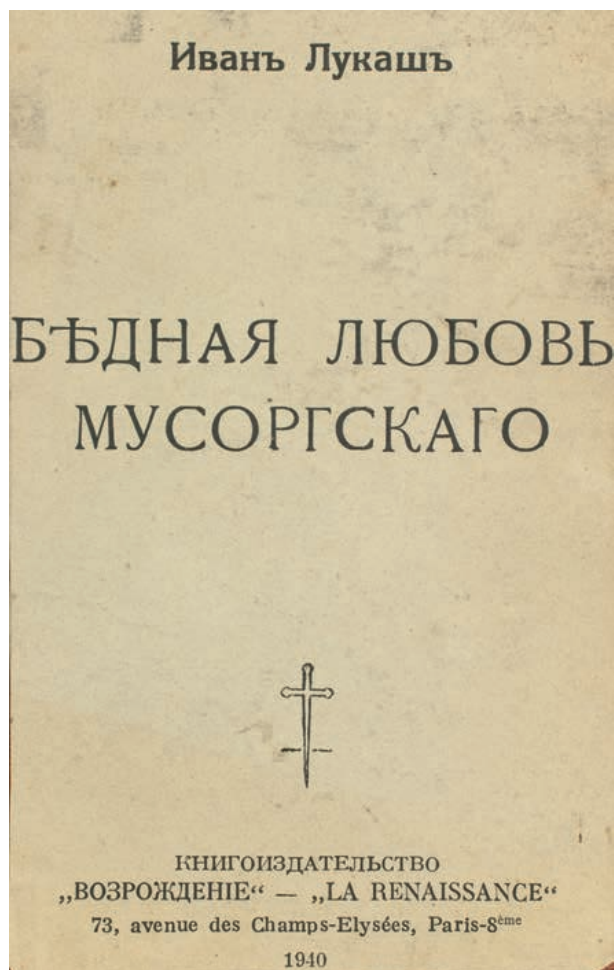 Иванъ Лукашъ
БѢДНАЯ ЛЮБОВЬ
МУСОРГСКАГО
КНИГОИЗДАТЕЛЬСТВО
„ВОЗРОЖДЕНІЕ“ — „LA RENAISSANCE“
73, avenue des Champs-Elysées, Paris-8ème
1940